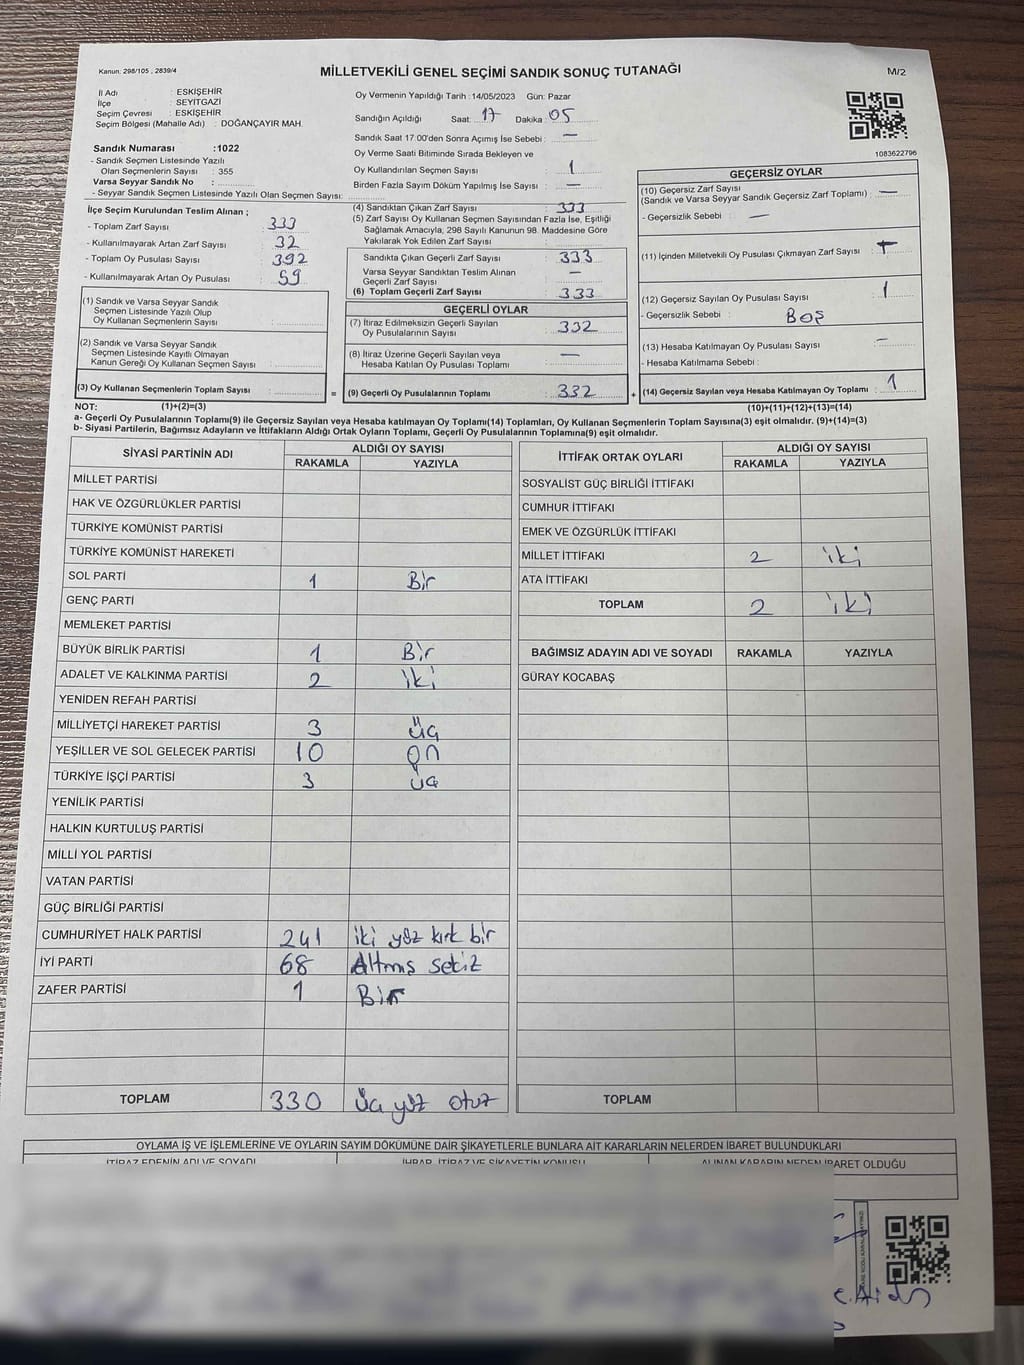 Kanun: 298/105 , 2839/4
MİLLETVEKİLİ GENEL SEÇİMİ SANDIK SONUÇ TUTANAĞI
M/2
İl Adı : ESKİŞEHİR
İlçe : SEYİTGAZİ
Seçim Çevresi : ESKİŞEHİR
Seçim Bölgesi (Mahalle Adı) : DOĞANÇAYIR MAH.
Sandık Numarası :1022
- Sandık Seçmen Listesinde Yazılı
Olan Seçmenlerin Sayısı : 355
Varsa Seyyar Sandık No :
- Seyyar Sandık Seçmen Listesinde Yazılı Olan Seçmen Sayısı:
İlçe Seçim Kurulundan Teslim Alınan ;
- Toplam Zarf Sayısı : 333
- Kullanılmayarak Artan Zarf Sayısı : 32
- Toplam Oy Pusulası : 392
- Kullanılmayarak Artan Oy Pusulası : 59
(1) Sandık ve Varsa Seyyar Sandık
Seçmen Listesinde Yazılı Olup
Oy Kullanan Seçmenlerin Sayısı :
(2) Sandık ve Varsa Seyyar Sandık
Seçmen Listesinde Kayıtlı Olmayan
Kanun Gereği Oy Kullanan Seçmen Sayısı :
(3) Oy Kullanan Seçmenlerin Toplam Sayısı :
Oy Vermenin Yapıldığı Tarih :14/05/2023 Gün: Pazar
Sandığın Açıldığı Saat: 17 Dakika: 05
Sandık Saat 17:00'den Sonra Açımış İse Sebebi : —
Oy Verme Saati Bitiminde Sırada Bekleyen ve
Oy Kullandırılan Seçmen Sayısı : 1
Birden Fazla Sayım Döküm Yapılmış İse Sayısı : —
(4) Sandıktan Çıkan Zarf Sayısı : 333
(5) Zarf Sayısı Oy Kullanan Seçmen Sayısından Fazla İse, Eşitliği
Sağlamak Amacıyla, 298 Sayılı Kanunun 98. Maddesine Göre
Yakılarak Yok Edilen Zarf Sayısı :
Sandıkta Çıkan Geçerli Zarf Sayısı : 333
Varsa Seyyar Sandıktan Teslim Alınan
Geçerli Zarf Sayısı : —
(6) Toplam Geçerli Zarf Sayısı : 333
GEÇERLİ OYLAR
(7) İtiraz Edilmeksizin Geçerli Sayılan
Oy Pusulalarının Sayısı : 332
(8) İtiraz Üzerine Geçerli Sayılan veya
Hesaba Katılan Oy Pusulaları Toplamı : —
= (9) Geçerli Oy Pusulalarının Toplamı : 332
1083622796
GEÇERSİZ OYLAR
(10) Geçersiz Zarf Sayısı
(Sandık ve Varsa Seyyar Sandık Geçersiz Zarf Toplamı) : —
- Geçersizlik Sebebi : —
(11) İçinden Milletvekili Oy Pusulası Çıkmayan Zarf Sayısı :
(12) Geçersiz Sayılan Oy Pusulası Sayısı : 1
- Geçersizlik Sebebi : BOŞ
(13) Hesaba Katılmayan Oy Pusulası Sayısı : —
- Hesaba Katılmama Sebebi :
+ (14) Geçersiz Sayılan veya Hesaba Katılmayan Oy Toplamı : 1
NOT: (1)+(2)=(3)
(10)+(11)+(12)+(13)=(14)
a- Geçerli Oy Pusulalarının Toplamı(9) ile Geçersiz Sayılan veya Hesaba katılmayan Oy Toplamı(14) Toplamları, Oy Kullanan Seçmenlerin Toplam Sayısına(3) eşit olmalıdır. (9)+(14)=(3)
b- Siyasi Partilerin, Bağımsız Adayların ve İttifakların Aldığı Ortak Oyların Toplamı, Geçerli Oy Pusulalarının Toplamına(9) eşit olmalıdır.
SİYASİ PARTİNİN ADI ALDIĞI OY SAYISI
RAKAMLA YAZIYLA
MİLLET PARTİSİ
HAK VE ÖZGÜRLÜKLER PARTİSİ
TÜRKİYE KOMÜNİST PARTİSİ
TÜRKİYE KOMÜNİST HAREKETİ
SOL PARTİ 1 Bir
GENÇ PARTİ
MEMLEKET PARTİSİ
BÜYÜK BİRLİK PARTİSİ 1 Bir
ADALET VE KALKINMA PARTİSİ 2 iki
YENİDEN REFAH PARTİSİ
MİLLİYETÇİ HAREKET PARTİSİ 3 üç
YEŞİLLER VE SOL GELECEK PARTİSİ 10 on
TÜRKİYE İŞÇİ PARTİSİ 3 üç
YENİLİK PARTİSİ
HALKIN KURTULUŞ PARTİSİ
MİLLİ YOL PARTİSİ
VATAN PARTİSİ
GÜÇ BİRLİĞİ PARTİSİ
CUMHURİYET HALK PARTİSİ 241 iki yüz kırk bir
İYİ PARTİ 68 Altmış sekiz
ZAFER PARTİSİ 1 Bir
TOPLAM 330 üç yüz otuz
İTTİFAK ORTAK OYLARI ALDIĞI OY SAYISI
RAKAMLA YAZIYLA
SOSYALİST GÜÇ BİRLİĞİ İTTİFAKI
CUMHUR İTTİFAKI
EMEK VE ÖZGÜRLÜK İTTİFAKI
MİLLET İTTİFAKI 2 iki
ATA İTTİFAKI
TOPLAM 2 iki
BAĞIMSIZ ADAYIN ADI VE SOYADI RAKAMLA YAZIYLA
GÜRAY KOCABAŞ
TOPLAM
OYLAMA İŞ VE İŞLEMLERİNE VE OYLARIN SAYIM DÖKÜMÜNE DAİR ŞİKAYETLERLE BUNLARA AİT KARARLARIN NELERDEN İBARET BULUNDUKLARI
İTİRAZ EDENİN ADI VE SOYADI İHBAR, İTİRAZ VE ŞİKAYETİN KONUSU ALINAN KARARIN NEDEN İBARET OLDUĞU